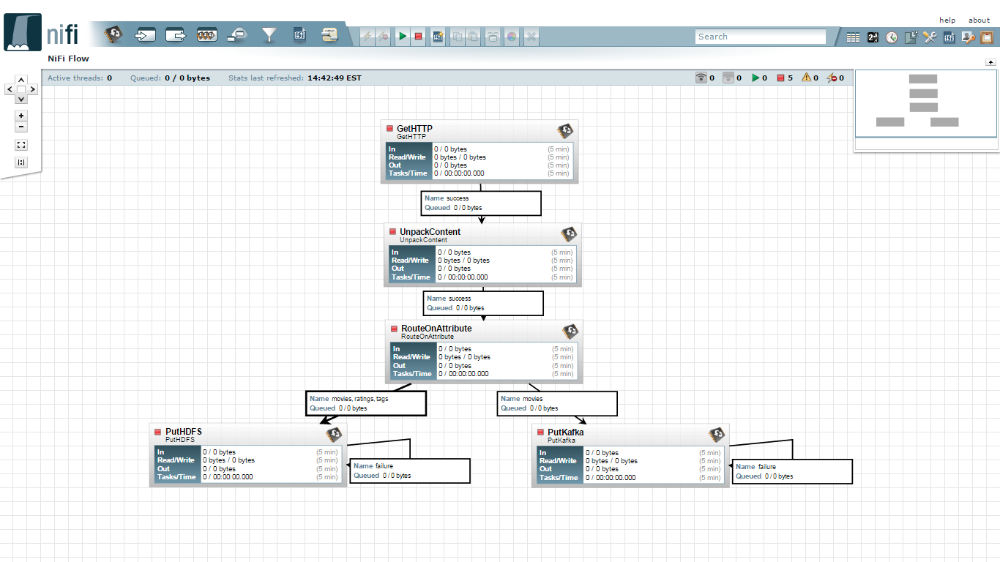 help about
nifi
Search
NiFi Flow
Active threads: 0 Queued: 0 / 0 bytes Stats last refreshed: 14:42:49 EST 0 0 0 5 0 0
GetHTTP
GetHTTP
In 0 / 0 bytes (5 min)
Read/Write 0 bytes / 0 bytes (5 min)
Out 0 / 0 bytes (5 min)
Tasks/Time 0 / 00:00:00.000 (5 min)
Name success
Queued 0 / 0 bytes
UnpackContent
UnpackContent
In 0 / 0 bytes (5 min)
Read/Write 0 bytes / 0 bytes (5 min)
Out 0 / 0 bytes (5 min)
Tasks/Time 0 / 00:00:00.000 (5 min)
Name success
Queued 0 / 0 bytes
RouteOnAttribute
RouteOnAttribute
In 0 / 0 bytes (5 min)
Read/Write 0 bytes / 0 bytes (5 min)
Out 0 / 0 bytes (5 min)
Tasks/Time 0 / 00:00:00.000 (5 min)
Name movies, ratings, tags
Queued 0 / 0 bytes
Name movies
Queued 0 / 0 bytes
PutHDFS
PutHDFS
In 0 / 0 bytes (5 min)
Read/Write 0 bytes / 0 bytes (5 min)
Out 0 / 0 bytes (5 min)
Tasks/Time 0 / 00:00:00.000 (5 min)
Name failure
Queued 0 / 0 bytes
PutKafka
PutKafka
In 0 / 0 bytes (5 min)
Read/Write 0 bytes / 0 bytes (5 min)
Out 0 / 0 bytes (5 min)
Tasks/Time 0 / 00:00:00.000 (5 min)
Name failure
Queued 0 / 0 bytes